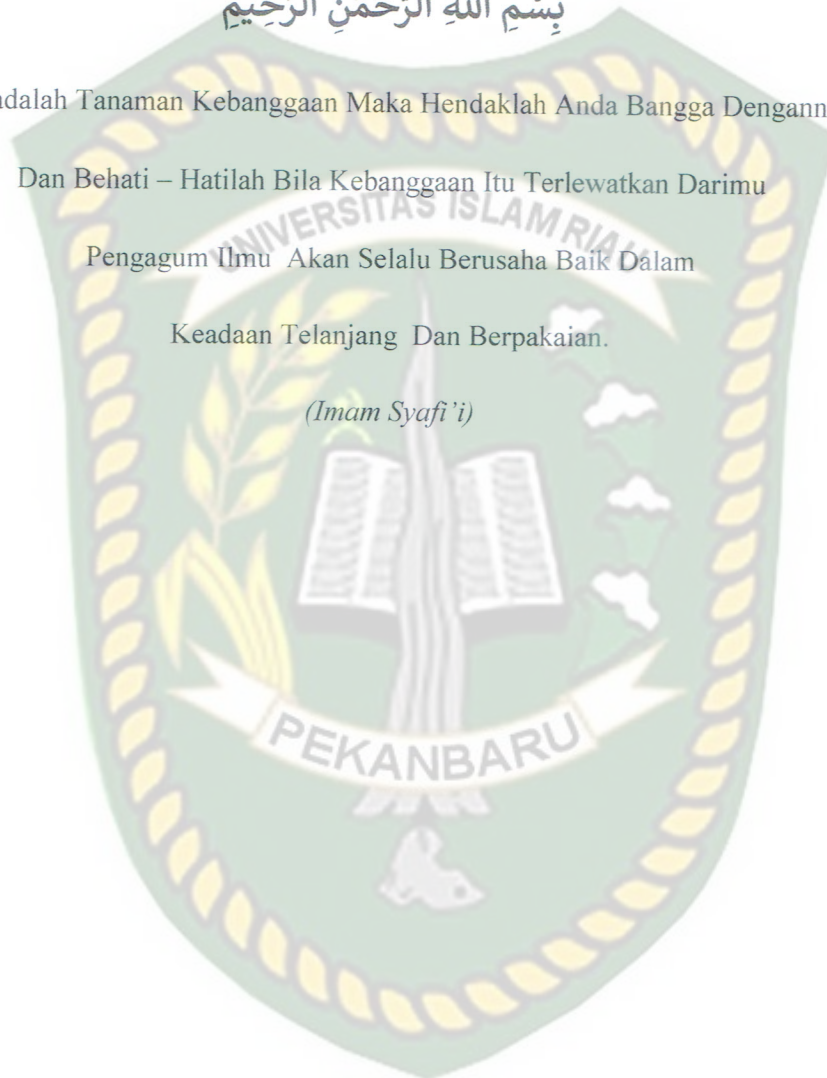 بِسْمِ اللهِ الرَّحْمَنِ الرَّحِيْمِ
adalah Tanaman Kebanggaan Maka Hendaklah Anda Bangga Dengann
Dan Behati – Hatilah Bila Kebanggaan Itu Terlewatkan Darimu
UNIVERSITAS ISLAM RIAU
Pengagum Ilmu Akan Selalu Berusaha Baik Dalam
Keadaan Telanjang Dan Berpakaian.
(Imam Syafi'i)
PEKANBARU